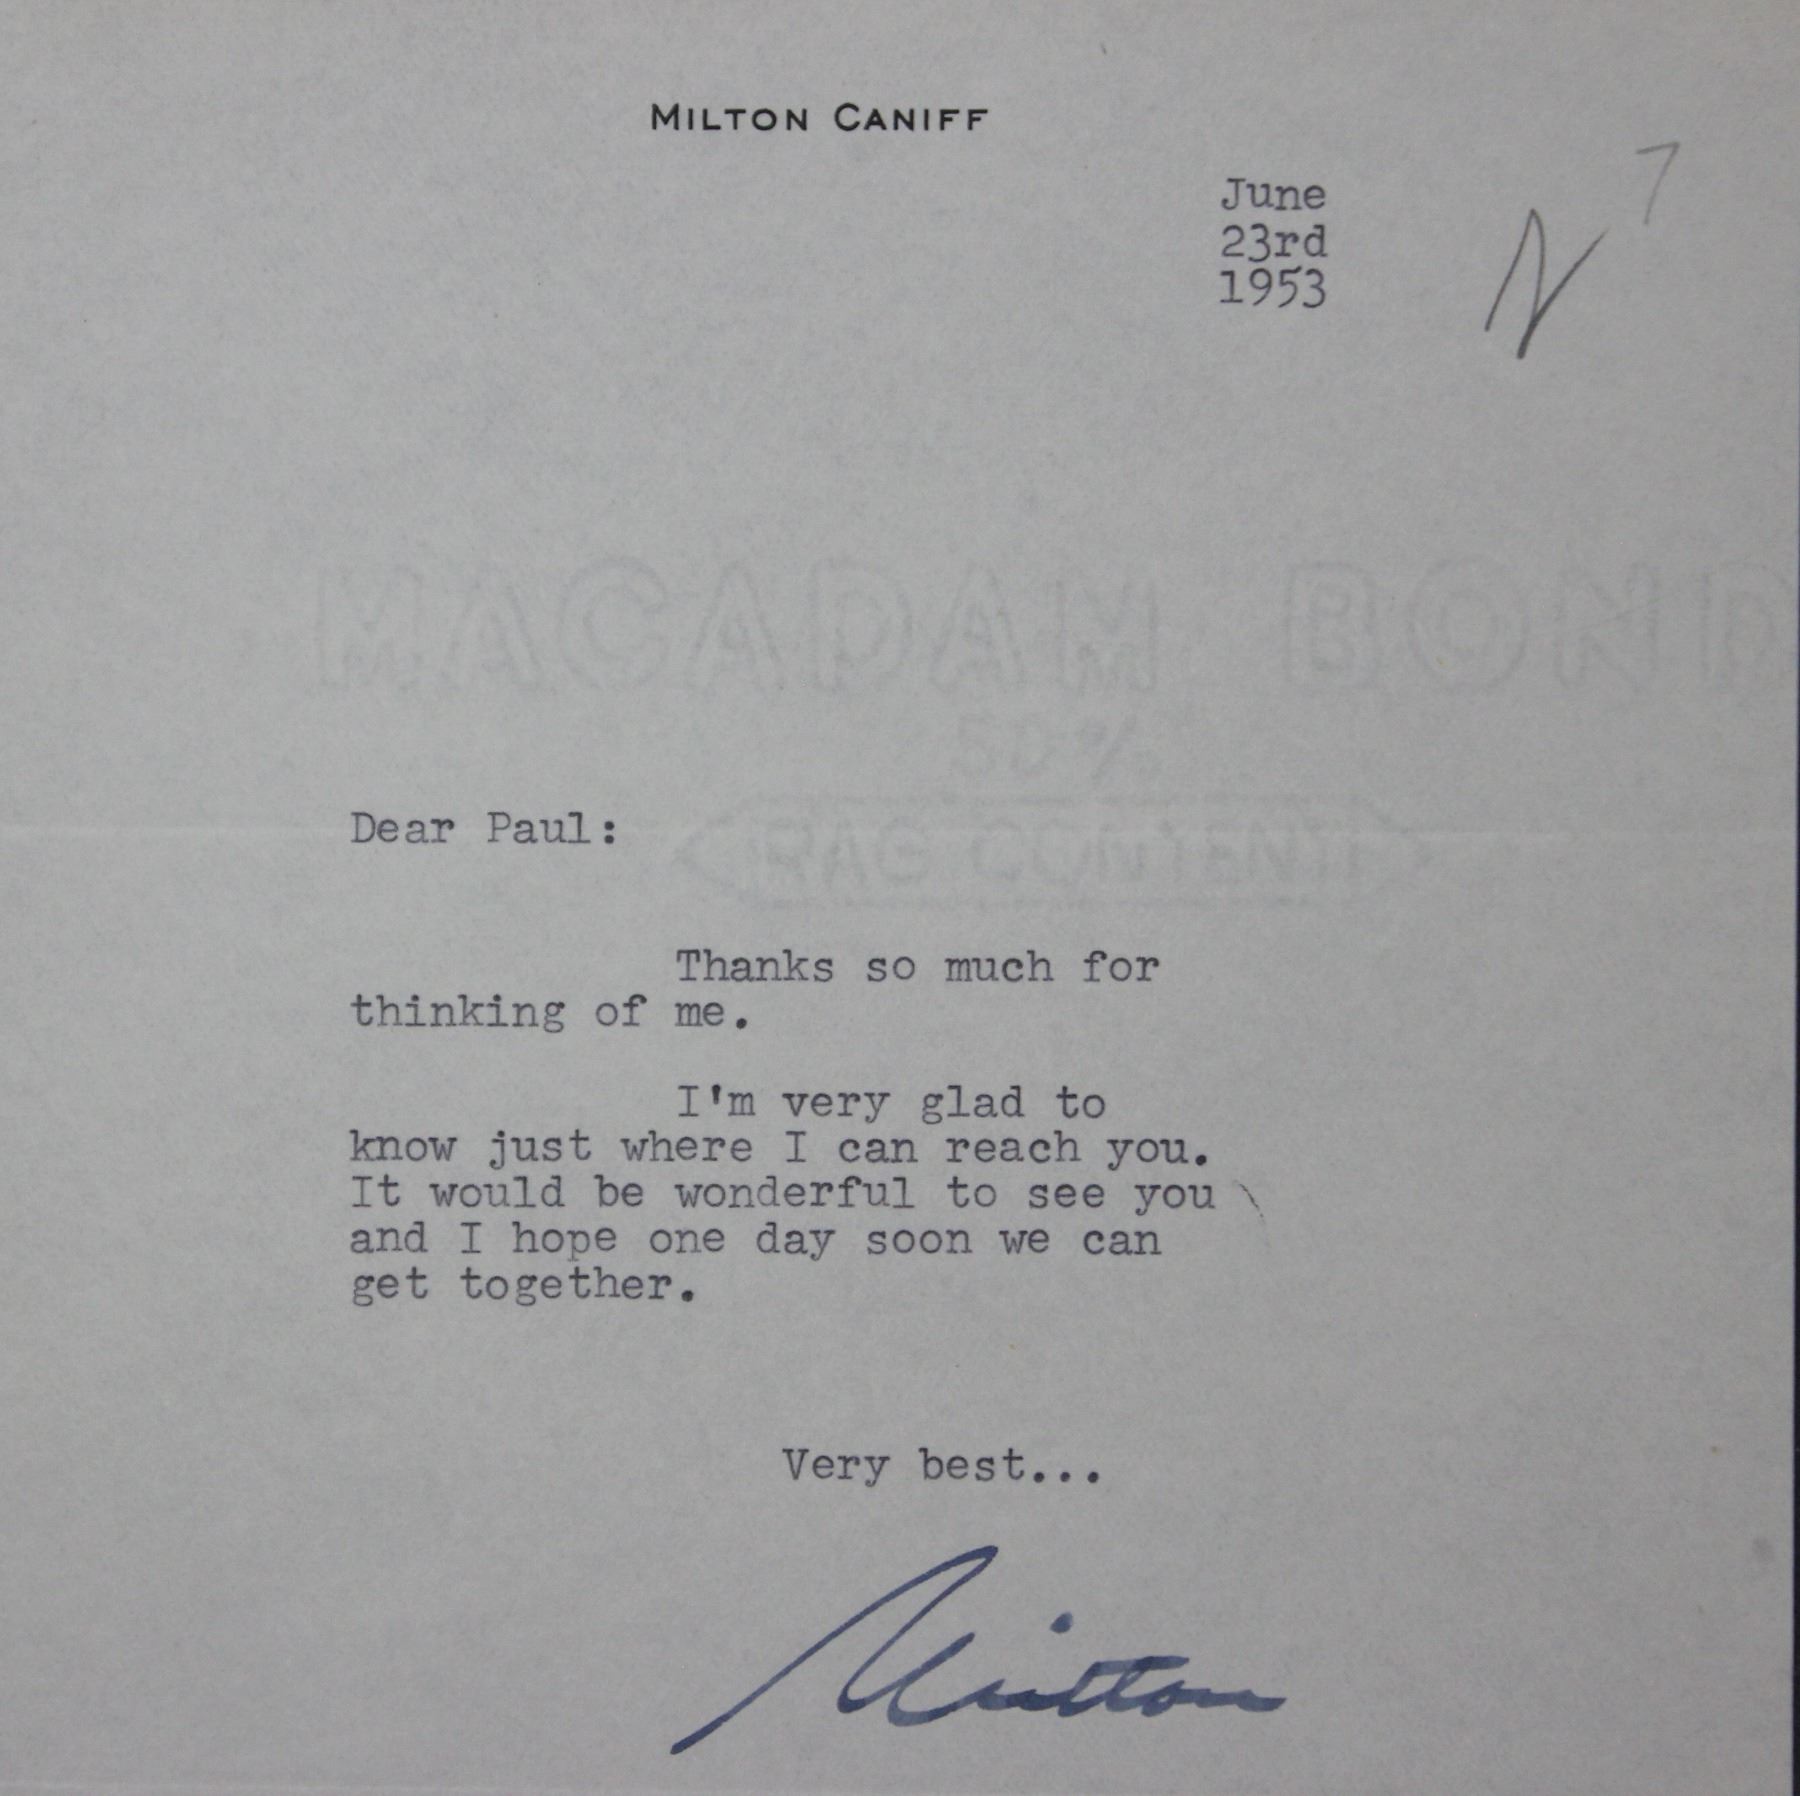 MILTON CANIFF
June
23rd
1953
7
MACADAM BOND
50%
RAG CONTENT
Dear Paul:
Thanks so much for
thinking of me.
I'm very glad to
know just where I can reach you.
It would be wonderful to see you
and I hope one day soon we can
get together.
Very best...
Milton